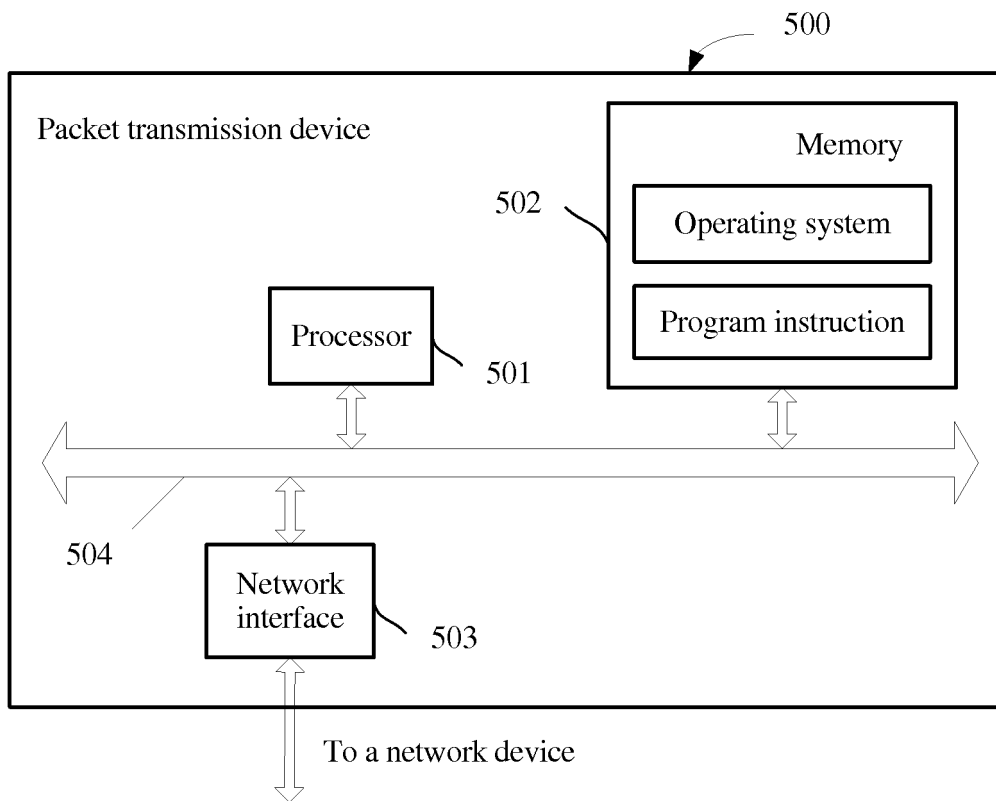 500
Packet transmission device
Memory
502
Operating system
Program instruction
Processor
501
504
Network
interface
503
To a network device